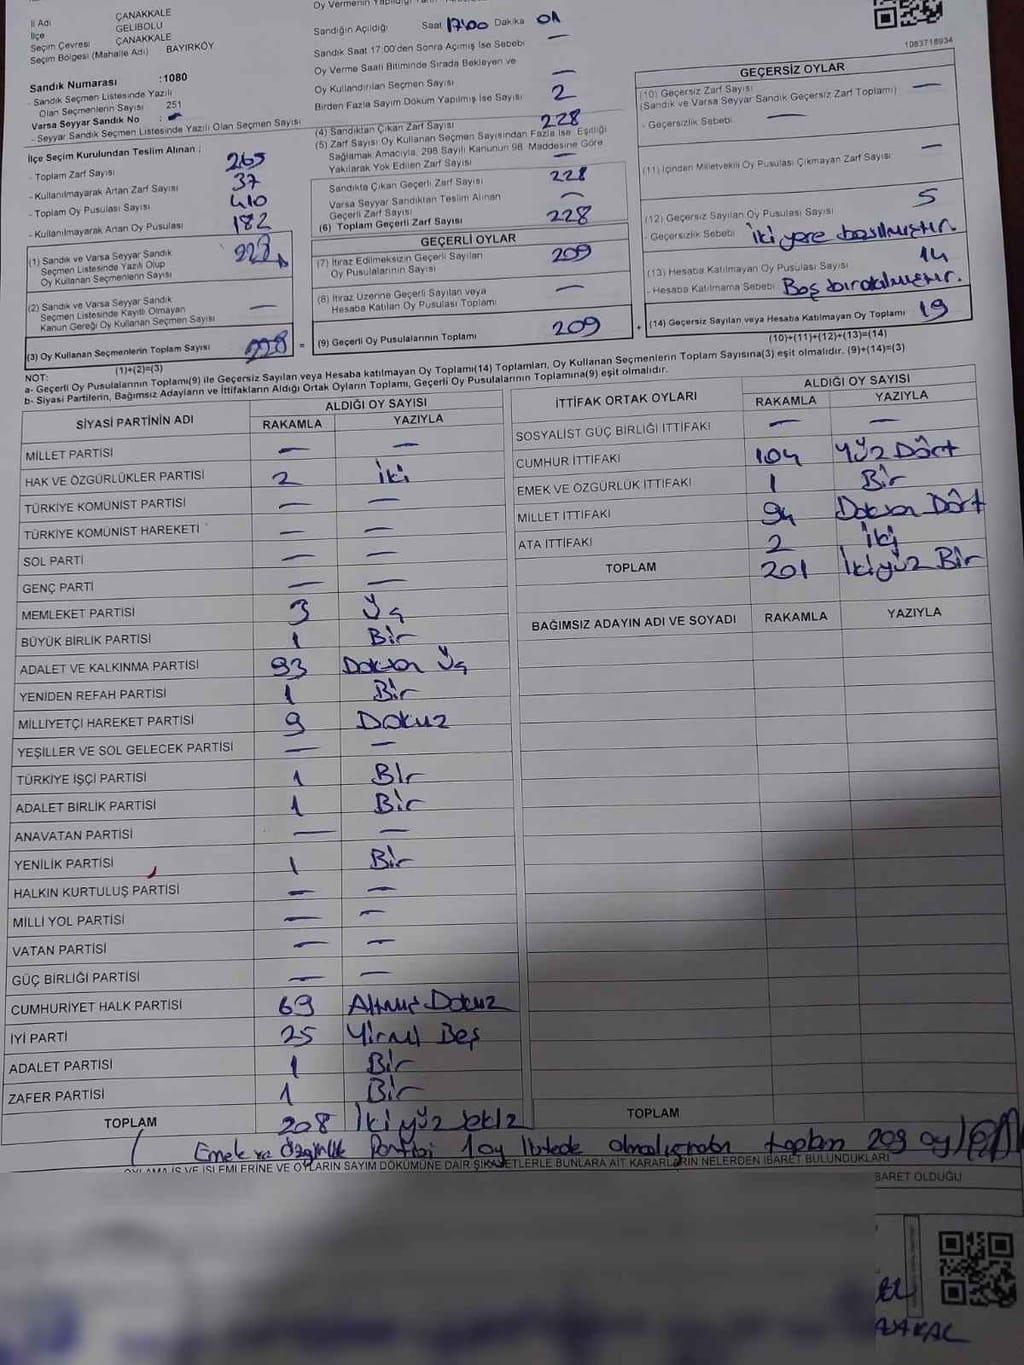 Oy Vermenin Yapıldığı
Sandığın Açıldığı Saat 17:00 Dakika 01
Sandık Saat 17:00'den Sonra Açımış İse Sebebi —
Oy Verme Saati Bitiminde Sırada Bekleyen ve
Oy Kullandırılan Seçmen Sayısı —
Birden Fazla Sayım Döküm Yapılmış İse Sayısı 2
İl Adı ÇANAKKALE
İlçe GELİBOLU
Seçim Çevresi ÇANAKKALE
Seçim Bölgesi (Mahalle Adı) BAYIRKÖY
Sandık Numarası :1080
- Sandık Seçmen Listesinde Yazılı
Olan Seçmenlerin Sayısı 251
Varsa Seyyar Sandık No : —
- Seyyar Sandık Seçmen Listesinde Yazılı Olan Seçmen Sayısı
İlçe Seçim Kurulundan Teslim Alınan ;
- Toplam Zarf Sayısı 265
- Kullanılmayarak Artan Zarf Sayısı 37
- Toplam Oy Pusulası Sayısı 410
- Kullanılmayarak Artan Oy Pusulası 182
(1) Sandık ve Varsa Seyyar Sandık
Seçmen Listesinde Yazılı Olup
Oy Kullanan Seçmenlerin Sayısı 228
(2) Sandık ve Varsa Seyyar Sandık
Seçmen Listesinde Kayıtlı Olmayan
Kanun Gereği Oy Kullanan Seçmen Sayısı —
(3) Oy Kullanan Seçmenlerin Toplam Sayısı 228 =
(1)+(2)=(3)
(4) Sandıktan Çıkan Zarf Sayısı 228
(5) Zarf Sayısı Oy Kullanan Seçmen Sayısından Fazla İse, Eşitliği
Sağlamak Amacıyla, 298 Sayılı Kanunun 98. Maddesine Göre
Yakılarak Yok Edilen Zarf Sayısı —
Sandıkta Çıkan Geçerli Zarf Sayısı 228
Varsa Seyyar Sandıktan Teslim Alınan
Geçerli Zarf Sayısı —
(6) Toplam Geçerli Zarf Sayısı 228
GEÇERLİ OYLAR
(7) İtiraz Edilmeksizin Geçerli Sayılan
Oy Pusulalarının Sayısı 209
(8) İtiraz Üzerine Geçerli Sayılan veya
Hesaba Katılan Oy Pusulası Toplamı —
(9) Geçerli Oy Pusulalarının Toplamı 209 +
1083718934
GEÇERSİZ OYLAR
(10) Geçersiz Zarf Sayısı
(Sandık ve Varsa Seyyar Sandık Geçersiz Zarf Toplamı) —
- Geçersizlik Sebebi —
(11) İçinden Milletvekili Oy Pusulası Çıkmayan Zarf Sayısı —
(12) Geçersiz Sayılan Oy Pusulası Sayısı 5
- Geçersizlik Sebebi İki yere basılmıştır.
(13) Hesaba Katılmayan Oy Pusulası Sayısı 14
- Hesaba Katılmama Sebebi Boş bırakılmıştır.
(14) Geçersiz Sayılan veya Hesaba Katılmayan Oy Toplamı 19
(10)+(11)+(12)+(13)=(14)
NOT:
a- Geçerli Oy Pusulalarının Toplamı(9) ile Geçersiz Sayılan veya Hesaba katılmayan Oy Toplamı(14) Toplamları, Oy Kullanan Seçmenlerin Toplam Sayısına(3) eşit olmalıdır. (9)+(14)=(3)
b- Siyasi Partilerin, Bağımsız Adayların ve İttifakların Aldığı Ortak Oyların Toplamı, Geçerli Oy Pusulalarının Toplamına(9) eşit olmalıdır.
SİYASİ PARTİNİN ADI ALDIĞI OY SAYISI
RAKAMLA YAZIYLA
MİLLET PARTİSİ — —
HAK VE ÖZGÜRLÜKLER PARTİSİ 2 İki
TÜRKİYE KOMÜNİST PARTİSİ — —
TÜRKİYE KOMÜNİST HAREKETİ — —
SOL PARTİ — —
GENÇ PARTİ — —
MEMLEKET PARTİSİ 3 Üç
BÜYÜK BİRLİK PARTİSİ 1 Bir
ADALET VE KALKINMA PARTİSİ 93 Doksan Üç
YENİDEN REFAH PARTİSİ 1 Bir
MİLLİYETÇİ HAREKET PARTİSİ 9 Dokuz
YEŞİLLER VE SOL GELECEK PARTİSİ — —
TÜRKİYE İŞÇİ PARTİSİ 1 Bir
ADALET BİRLİK PARTİSİ 1 Bir
ANAVATAN PARTİSİ — —
YENİLİK PARTİSİ 1 Bir
HALKIN KURTULUŞ PARTİSİ — —
MİLLİ YOL PARTİSİ — —
VATAN PARTİSİ — —
GÜÇ BİRLİĞİ PARTİSİ — —
CUMHURİYET HALK PARTİSİ 69 Altmış Dokuz
İYİ PARTİ 25 Yirmi Beş
ADALET PARTİSİ 1 Bir
ZAFER PARTİSİ 1 Bir
TOPLAM 208 İki yüz sekiz
İTTİFAK ORTAK OYLARI ALDIĞI OY SAYISI
RAKAMLA YAZIYLA
SOSYALİST GÜÇ BİRLİĞİ İTTİFAKI — —
CUMHUR İTTİFAKI 104 Yüz Dört
EMEK VE ÖZGÜRLÜK İTTİFAKI 1 Bir
MİLLET İTTİFAKI 94 Doksan Dört
ATA İTTİFAKI 2 İki
TOPLAM 201 İkiyüz Bir
BAĞIMSIZ ADAYIN ADI VE SOYADI RAKAMLA YAZIYLA
TOPLAM
Emek ve özgürlük Partisi 1 oy listede olmadığından toplam 209 oy
OYLAMA İŞ VE İŞLEMLERİNE VE OYLARIN SAYIM DÖKÜMÜNE DAİR ŞİKAYETLERLE BUNLARA AİT KARARLARIN NELERDEN İBARET BULUNDUKLARI
BARET OLDUĞU